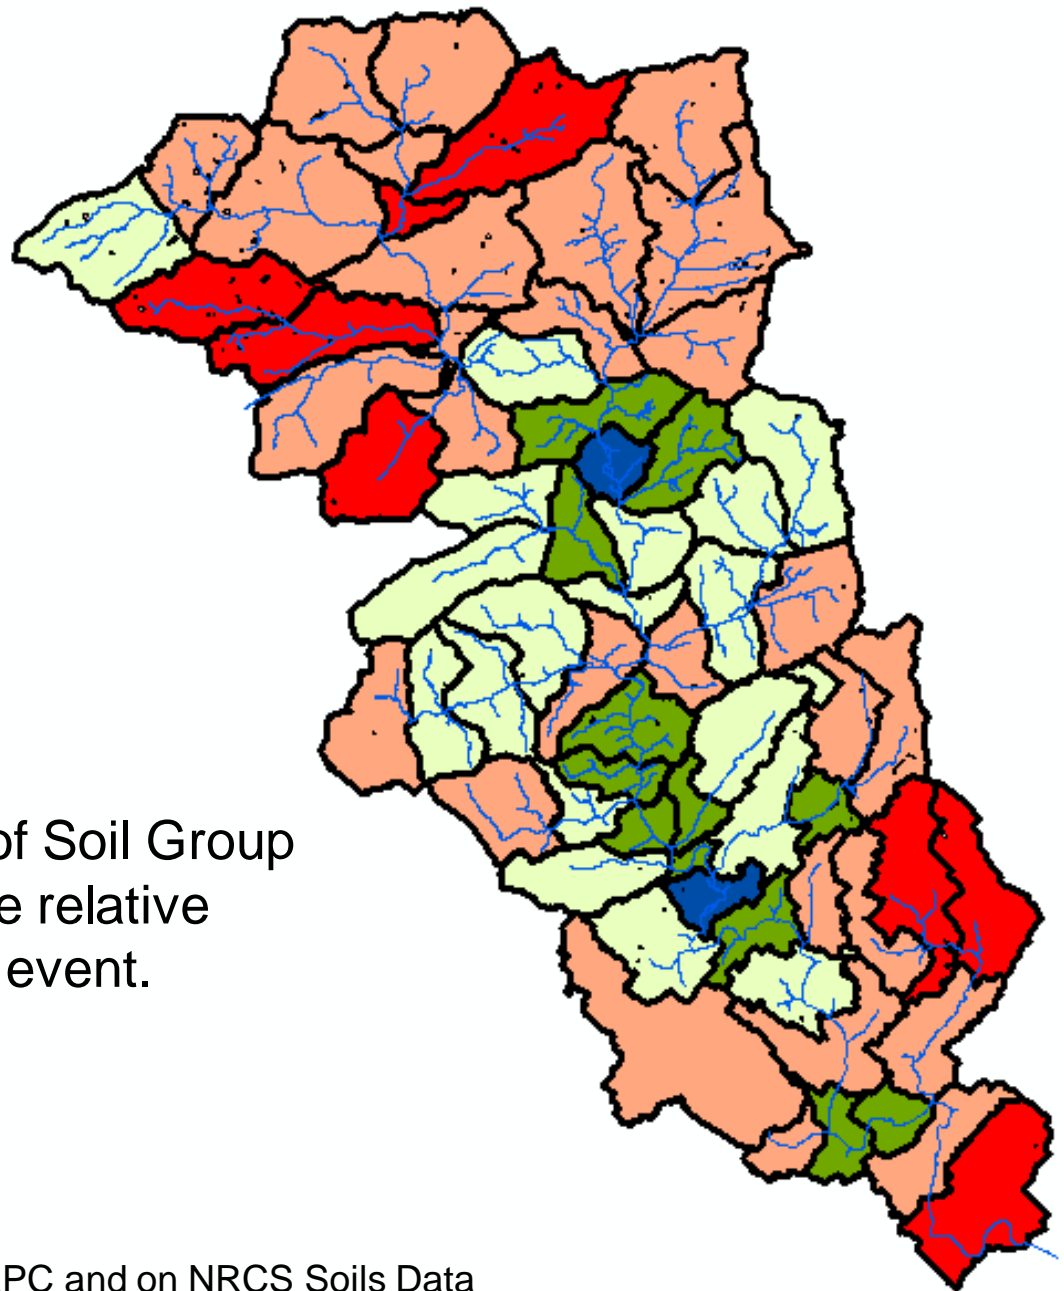 of Soil Group
e relative
event.
PC and on NRCS Soils Data